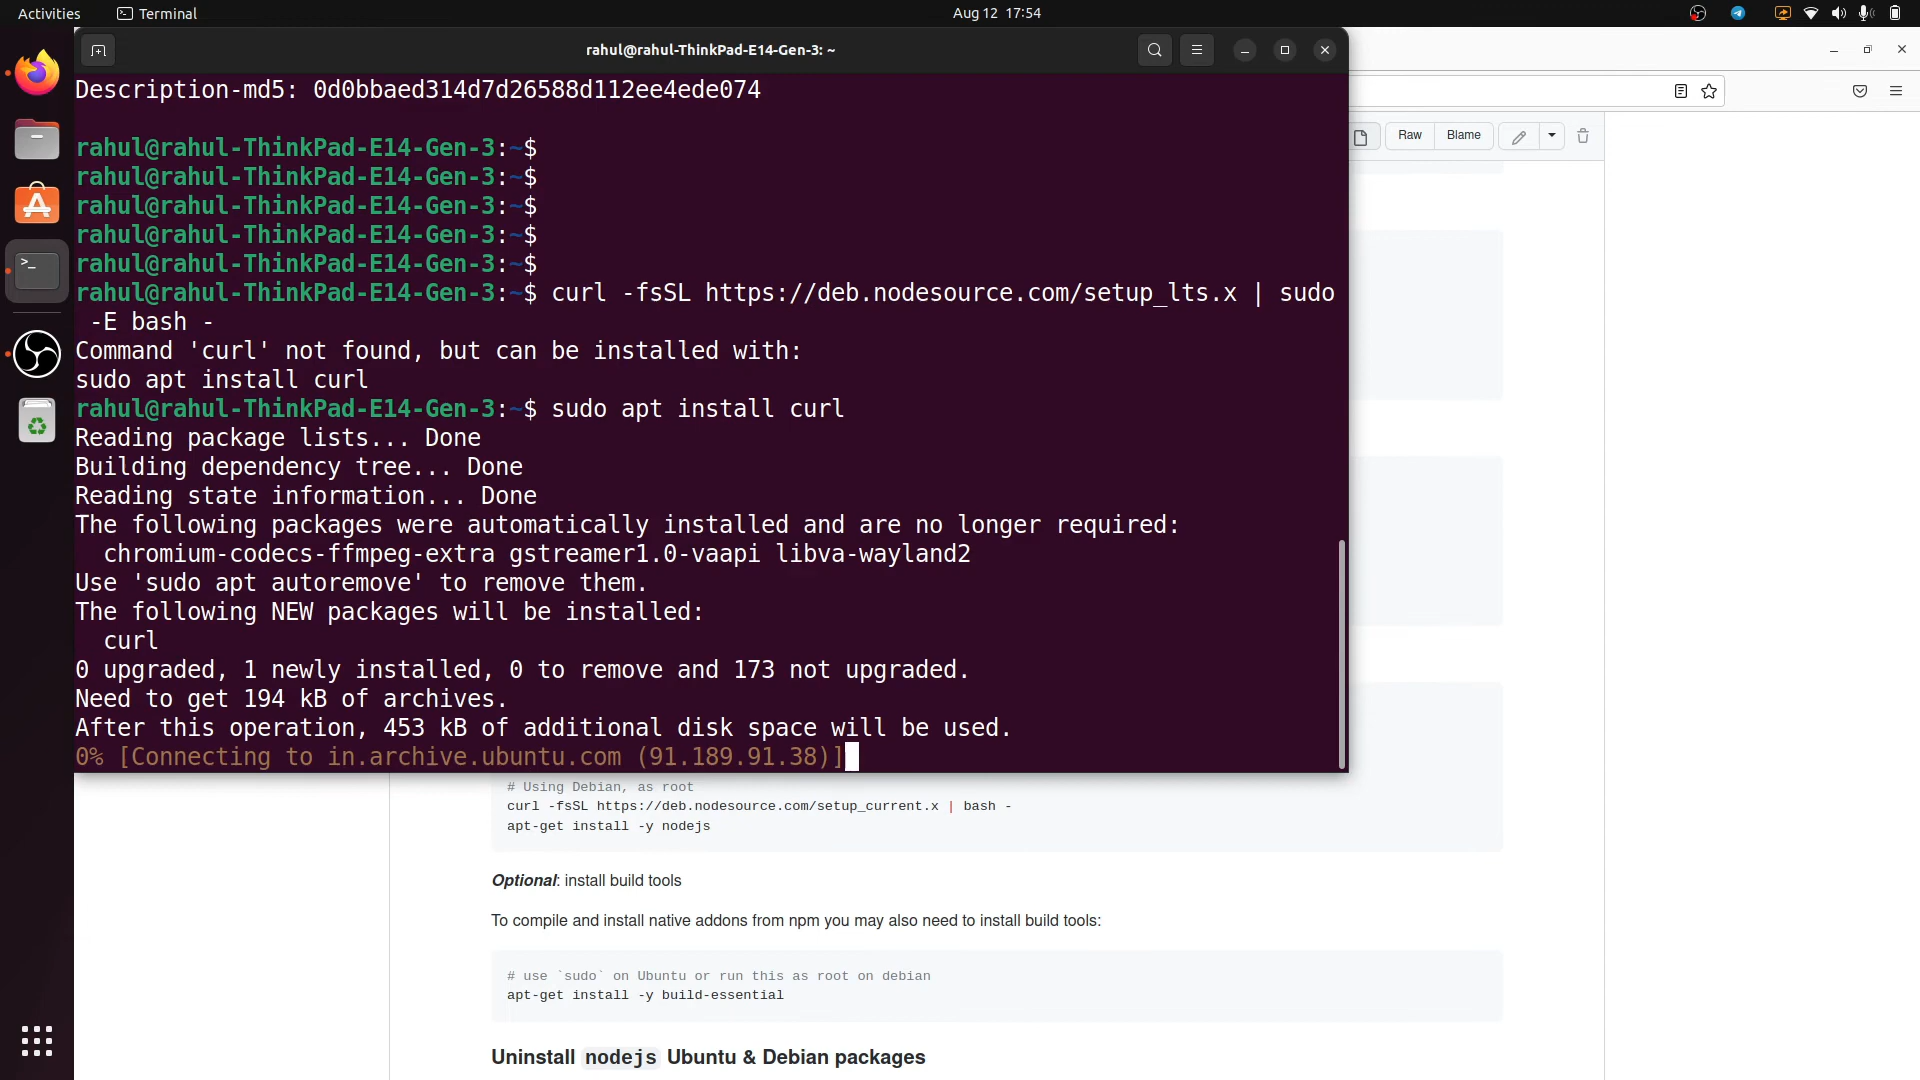 Activities
Terminal
Aug 12 17:54
rahul@rahul-ThinkPad-E14-Gen-3: ~
Description-md5: 0d0bbaed314d7d26588d112ee4ede074
rahul@rahul-ThinkPad-E14-Gen-3:~$
rahul@rahul-ThinkPad-E14-Gen-3:~$
rahul@rahul-ThinkPad-E14-Gen-3:~$
rahul@rahul-ThinkPad-E14-Gen-3:~$
rahul@rahul-ThinkPad-E14-Gen-3:~$
rahul@rahul-ThinkPad-E14-Gen-3:~$ curl -fsSL https://deb.nodesource.com/setup_lts.x | sudo
-E bash -
Command 'curl' not found, but can be installed with:
sudo apt install curl
rahul@rahul-ThinkPad-E14-Gen-3:~$ sudo apt install curl
Reading package lists... Done
Building dependency tree... Done
Reading state information... Done
The following packages were automatically installed and are no longer required:
chromium-codecs-ffmpeg-extra gstreamer1.0-vaapi libva-wayland2
Use 'sudo apt autoremove' to remove them.
The following NEW packages will be installed:
curl
0 upgraded, 1 newly installed, 0 to remove and 173 not upgraded.
Need to get 194 kB of archives.
After this operation, 453 kB of additional disk space will be used.
0% [Connecting to in.archive.ubuntu.com (91.189.91.38)]
Raw
Blame
# Using Debian, as root
curl -fsSL https://deb.nodesource.com/setup_current.x | bash -
apt-get install -y nodejs
Optional: install build tools
To compile and install native addons from npm you may also need to install build tools:
# use `sudo` on Ubuntu or run this as root on debian
apt-get install -y build-essential
Uninstall nodejs Ubuntu & Debian packages